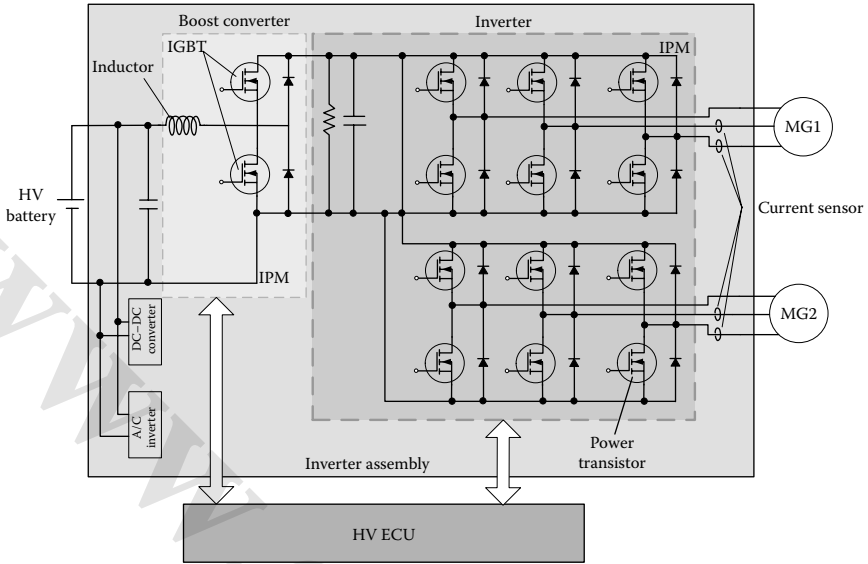 Boost converter
Inverter
IGBT
IPM
Inductor
MG1
HV
battery
Current sensor
IPM
DC–DC
converter
MG2
A/C
inverter
Power
transistor
Inverter assembly
HV ECU
WWW